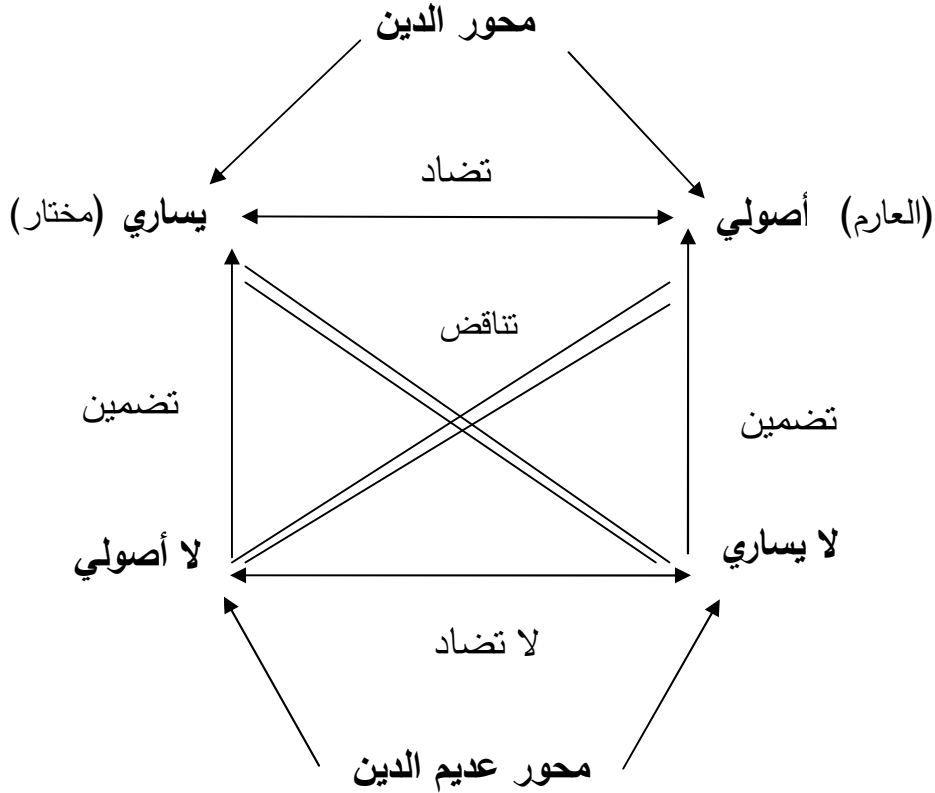 محور الدين
تضاد
(العارم) أصولي
يساري (مختار)
تناقض
تضمين
تضمين
لا يساري
لا أصولي
لا تضاد
محور عديم الدين